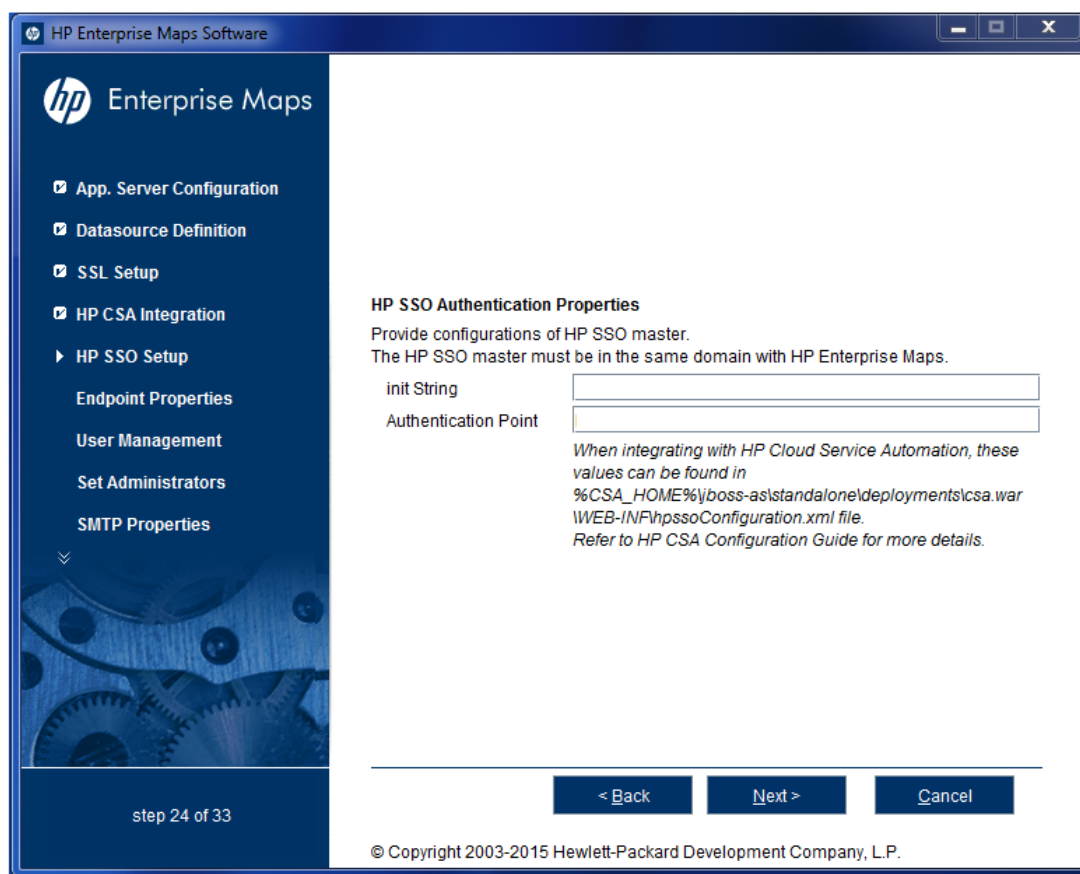 HP Enterprise Maps Software
hp Enterprise Maps
App. Server Configuration
Datasource Definition
SSL Setup
HP CSA Integration
HP SSO Setup
Endpoint Properties
User Management
Set Administrators
SMTP Properties
step 24 of 33
HP SSO Authentication Properties
Provide configurations of HP SSO master.
The HP SSO master must be in the same domain with HP Enterprise Maps.
init String
Authentication Point
When integrating with HP Cloud Service Automation, these
values can be found in
%CSA_HOME%\jboss-as\standalone\deployments\csa.war
\WEB-INF\hpssoConfiguration.xml file.
Refer to HP CSA Configuration Guide for more details.
< Back
Next >
Cancel
© Copyright 2003-2015 Hewlett-Packard Development Company, L.P.